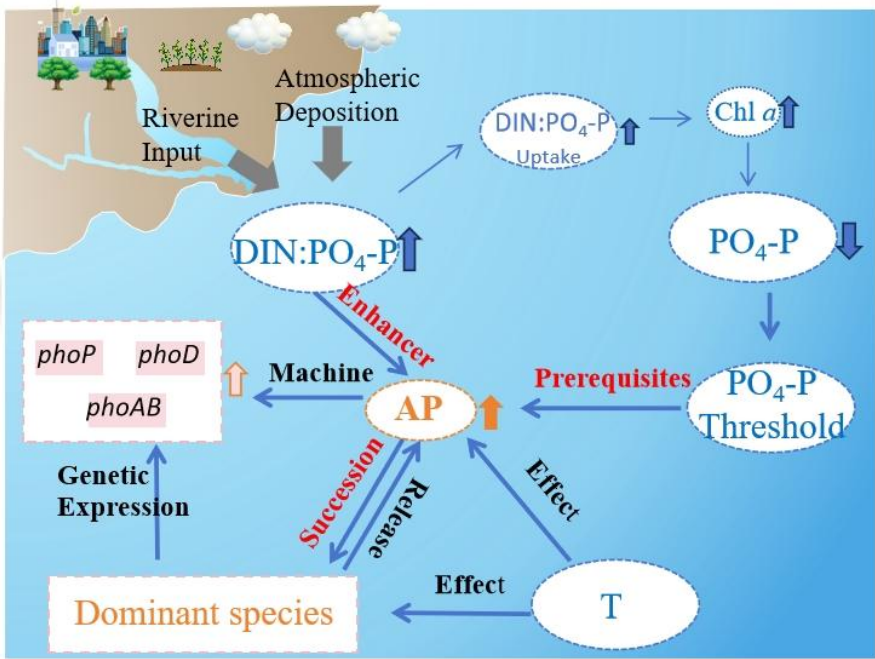 Atmospheric
Deposition
Riverine
Input
DIN:PO₄-P
Uptake
Chl a
DIN:PO₄-P
PO₄-P
Enhancer
phoP phoD
phoAB
Machine
AP
Prerequisites
PO₄-P
Threshold
Genetic
Expression
Succession
Release
Effect
Dominant species
Effect
T